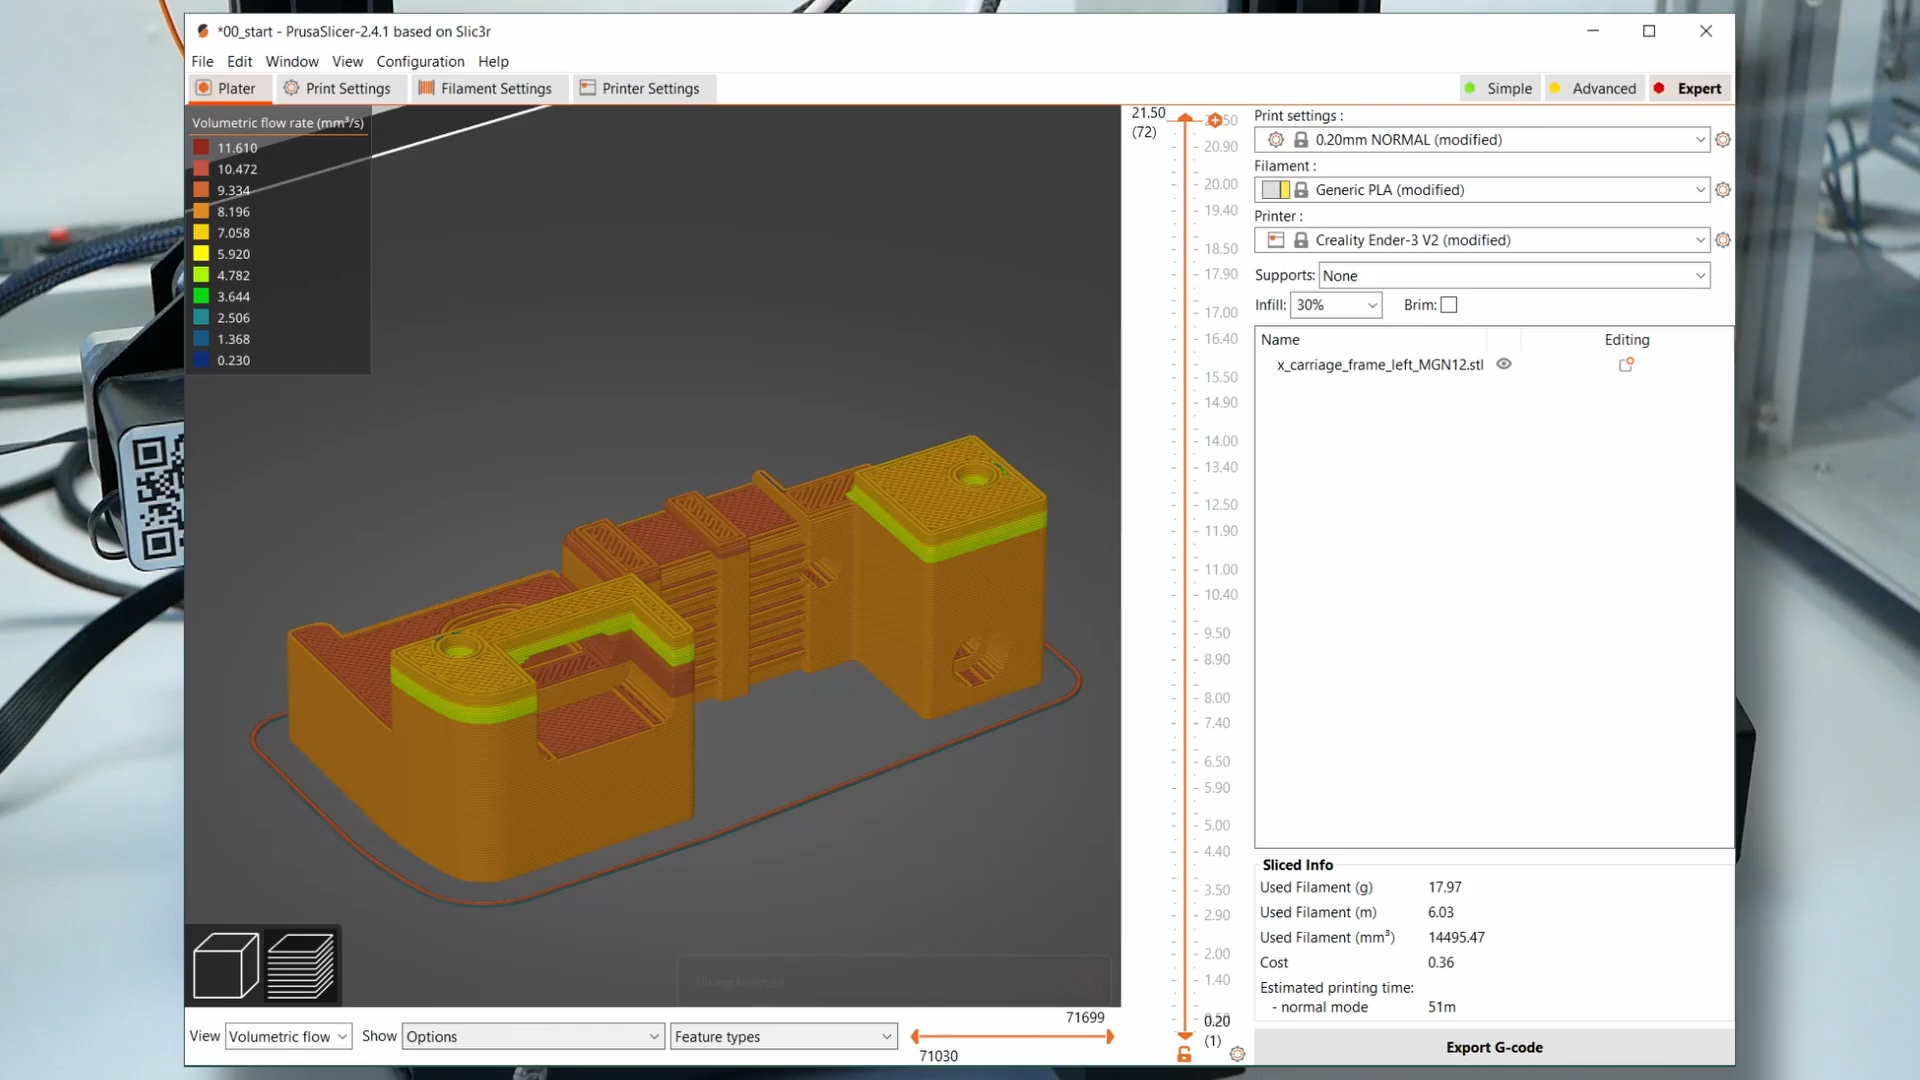 *00_start - PrusaSlicer-2.4.1 based on Slic3r
File Edit Window View Configuration Help
Plater Print Settings Filament Settings Printer Settings Simple Advanced Expert
Volumetric flow rate (mm³/s)
11.610
10.472
9.334
8.196
7.058
5.920
4.782
3.644
2.506
1.368
0.230
21.50
(72)
20.90
20.00
19.40
18.50
17.90
17.00
16.40
15.50
14.90
14.00
13.40
12.50
11.90
11.00
10.40
9.50
8.90
8.00
7.40
6.50
5.90
5.00
4.40
3.50
2.90
2.00
1.40
0.20
(1)
Print settings :
0.20mm NORMAL (modified)
Filament :
Generic PLA (modified)
Printer :
Creality Ender-3 V2 (modified)
Supports: None
Infill: 30% Brim:
Name Editing
x_carriage_frame_left_MGN12.stl
Sliced Info
Used Filament (g) 17.97
Used Filament (m) 6.03
Used Filament (mm³) 14495.47
Cost 0.36
Estimated printing time:
- normal mode 51m
Slicing finished
View Volumetric flow Show Options Feature types
71699
71030
Export G-code